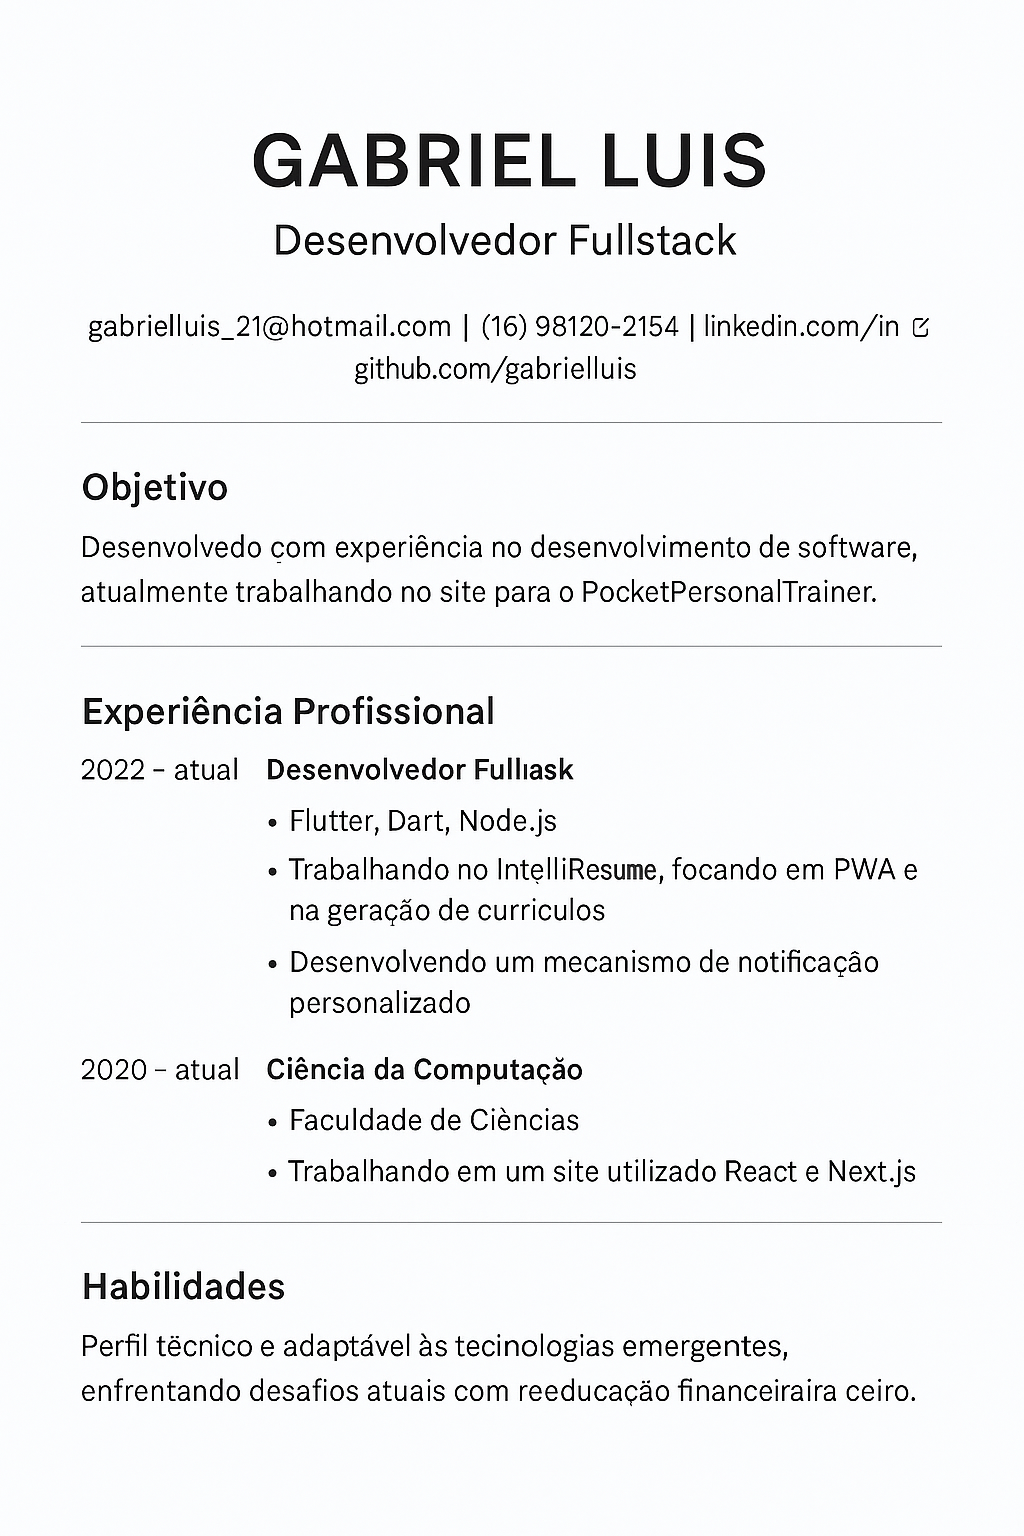 GABRIEL LUIS
Desenvolvedor Fullstack
gabrielluis_21@hotmail.com | (16) 98120-2154 | linkedin.com/in
github.com/gabrielluis
Objetivo
Desenvolvedo com experiência no desenvolvimento de software,
atualmente trabalhando no site para o PocketPersonalTrainer.
Experiência Profissional
2022 – atual Desenvolvedor Fullıask
• Flutter, Dart, Node.js
• Trabalhando no IntelliResume, focando em PWA e
na geração de curriculos
• Desenvolvendo um mecanismo de notificaçâo
personalizado
2020 – atual Ciência da Computaçăo
• Faculdade de Ciències
• Trabalhando em um site utilizado React e Next.js
Habilidades
Perfil tëcnico e adaptável às tecinologias emergentes,
enfrentando desafios atuais com reeducaçäo financeiraira ceiro.